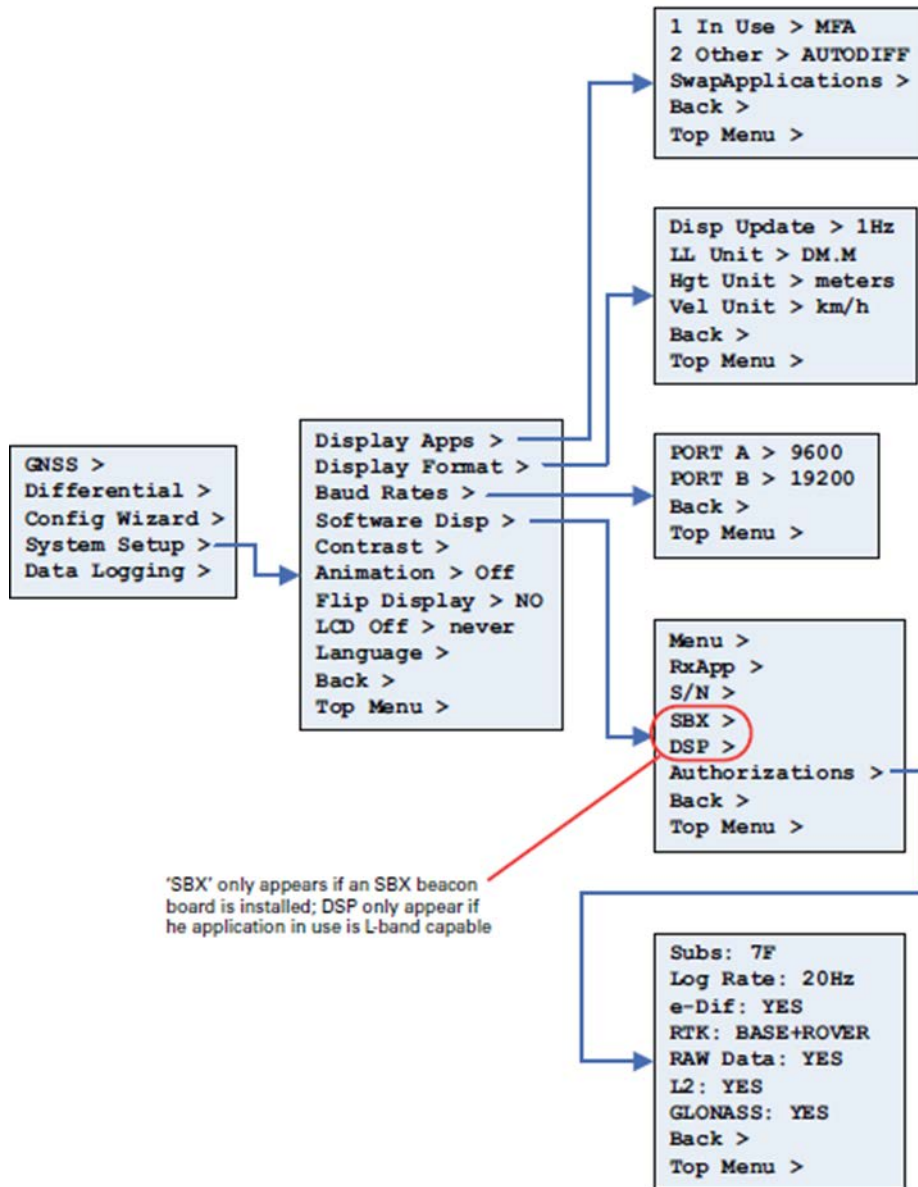 GNSS >
Differential >
Config Wizard >
System Setup >
Data Logging >
Display Apps >
Display Format >
Baud Rates >
Software Disp >
Contrast >
Animation > Off
Flip Display > NO
LCD Off > never
Language >
Back >
Top Menu >
1 In Use > MFA
2 Other > AUTODIFF
SwapApplications >
Back >
Top Menu >
Disp Update > 1Hz
LL Unit > DM.M
Hgt Unit > meters
Vel Unit > km/h
Back >
Top Menu >
PORT A > 9600
PORT B > 19200
Back >
Top Menu >
Menu >
RxApp >
S/N >
SBX >
DSP >
Authorizations >
Back >
Top Menu >
'SBX' only appears if an SBX beacon
board is installed; DSP only appear if
he application in use is L-band capable
Subs: 7F
Log Rate: 20Hz
e-Dif: YES
RTK: BASE+ROVER
RAW Data: YES
L2: YES
GLONASS: YES
Back >
Top Menu >